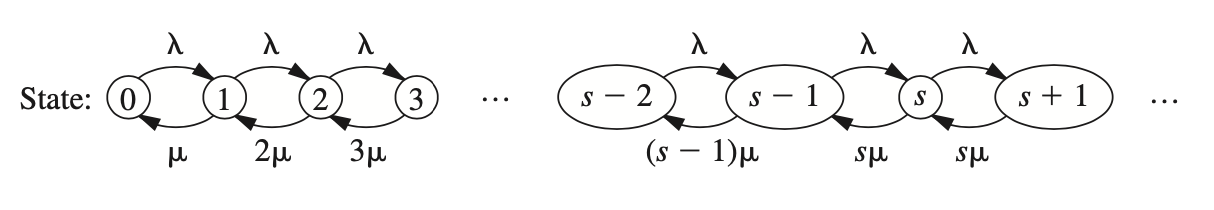 λ λ λ λ λ λ
State: 0 1 2 3 ... s − 2 s − 1 s s + 1 ...
μ 2μ 3μ (s − 1)μ sμ sμ